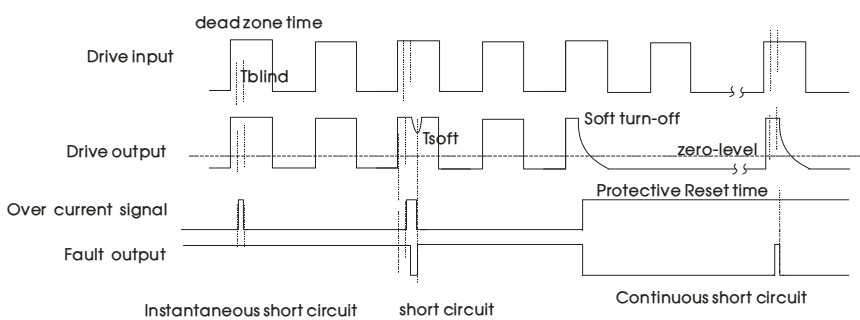 dead zone time
Drive input
Tblind
Soft turn-off
Tsoft
Drive output
zero-level
Protective Reset time
Over current signal
Fault output
Instantaneous short circuit
short circuit
Continuous short circuit